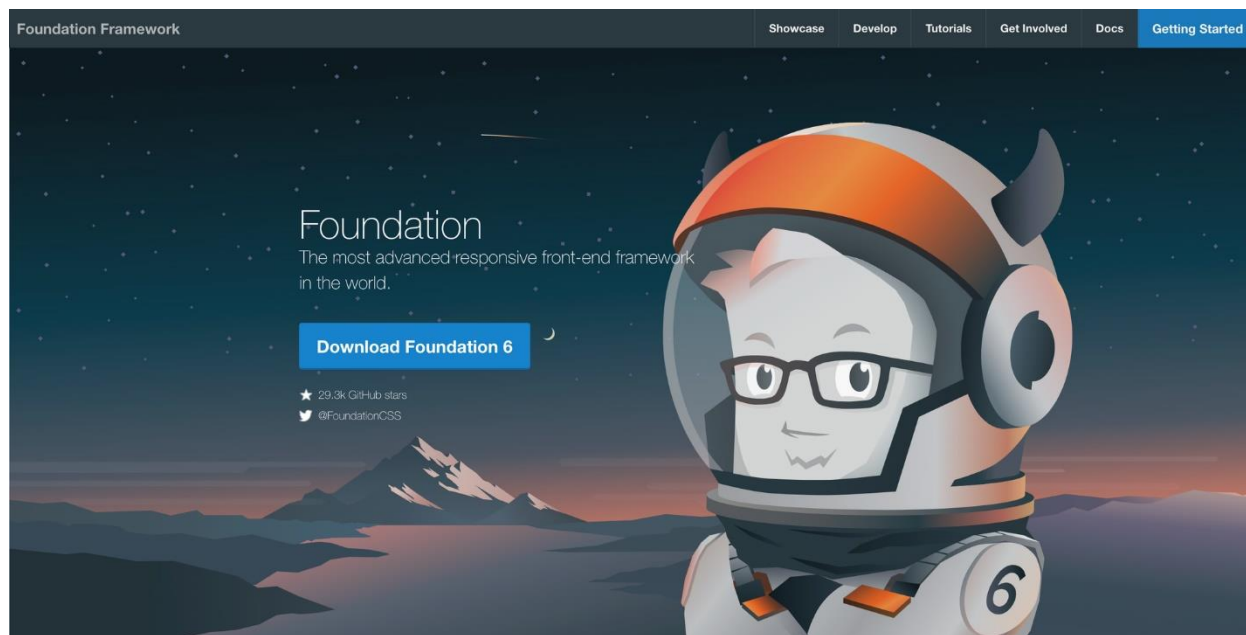 Foundation Framework
Showcase
Develop
Tutorials
Get Involved
Docs
Getting Started
Foundation
The most advanced responsive front-end framework
in the world.
Download Foundation 6
29.3k GitHub stars
@FoundationCSS
6